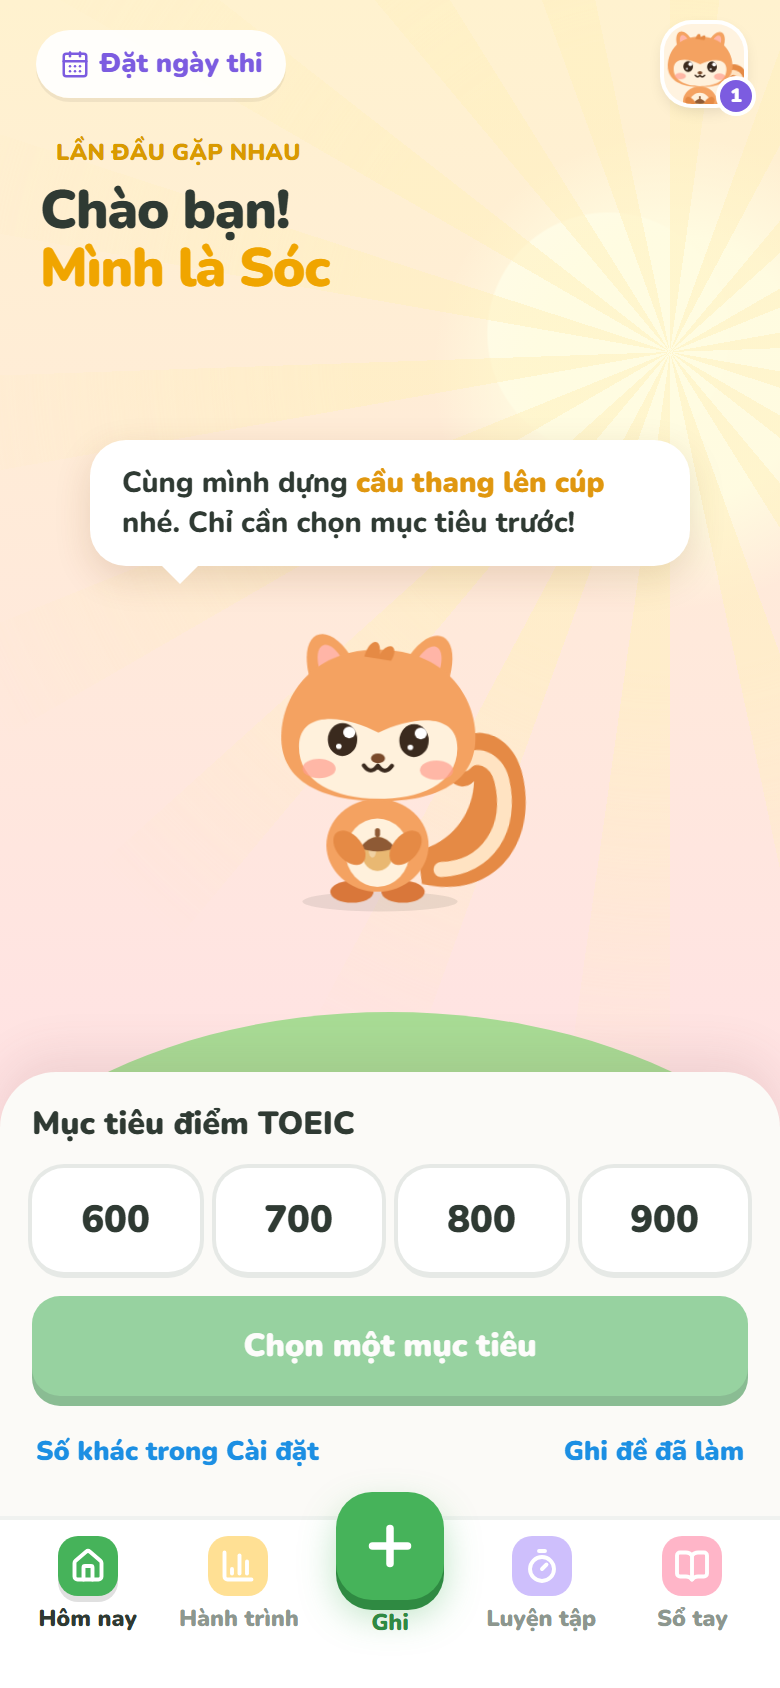 Đặt ngày thi
1
LẦN ĐẦU GẶP NHAU
Chào bạn!
Mình là Sóc
Cùng mình dựng cầu thang lên cúp
nhé. Chỉ cần chọn mục tiêu trước!
Mục tiêu điểm TOEIC
600 700 800 900
Chọn một mục tiêu
Số khác trong Cài đặt Ghi đề đã làm
Hôm nay Hành trình Ghi Luyện tập Sổ tay